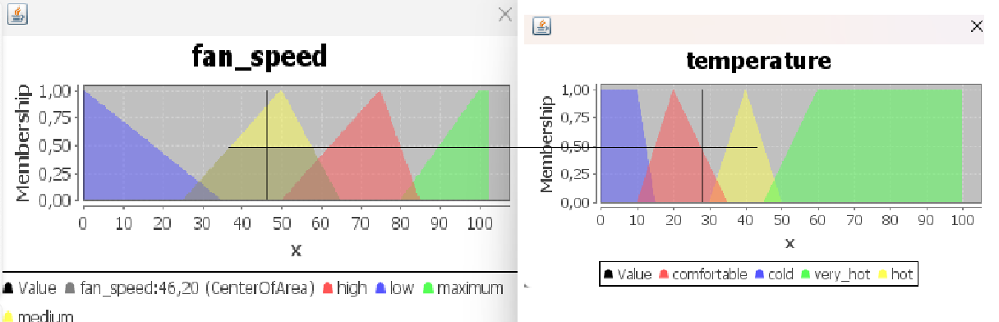 fan_speed
Membership
1,00
0,75
0,50
0,25
0,00
0 10 20 30 40 50 60 70 80 90 100
x
Value fan_speed:46,20 (CenterOfArea) high low maximum
medium
temperature
Membership
1,00
0,75
0,50
0,25
0,00
0 10 20 30 40 50 60 70 80 90 100
x
Value comfortable cold very_hot hot